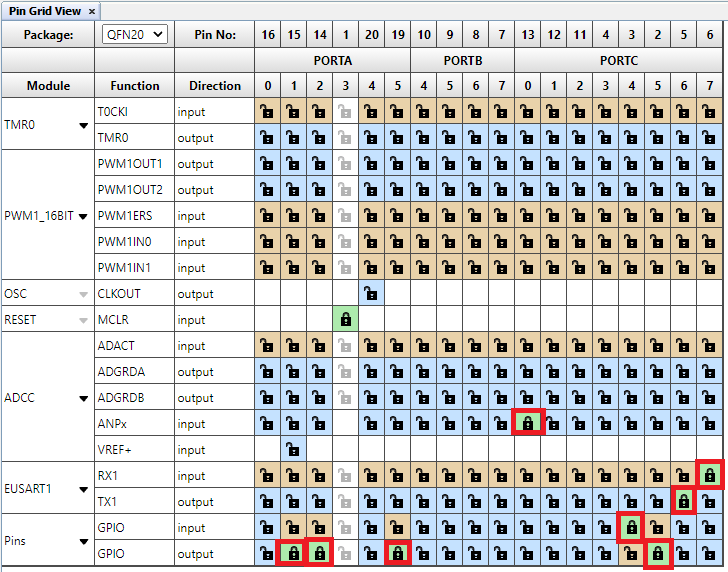 Pin Grid View ×
Package: QFN20 Pin No: 16 15 14 1 20 19 10 9 8 7 13 12 11 4 3 2 5 6
PORTA PORTB PORTC
Module Function Direction 0 1 2 3 4 5 4 5 6 7 0 1 2 3 4 5 6 7
TMR0 T0CKI input
TMR0 output
PWM1_16BIT PWM1OUT1 output
PWM1OUT2 output
PWM1ERS input
PWM1IN0 input
PWM1IN1 input
OSC CLKOUT output
RESET MCLR input
ADCC ADACT input
ADGRDA output
ADGRDB output
ANPx input
VREF+ input
EUSART1 RX1 input
TX1 output
Pins GPIO input
GPIO output